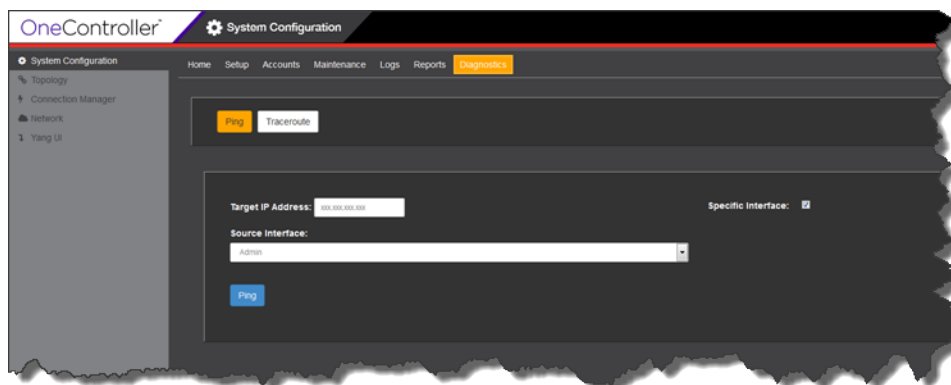 OneController™
System Configuration
System Configuration
Topology
Connection Manager
Network
Yang UI
Home Setup Accounts Maintenance Logs Reports Diagnostics
Ping Traceroute
Target IP Address: xxx.xxx.xxx.xxx Specific Interface:
Source Interface:
Admin
Ping